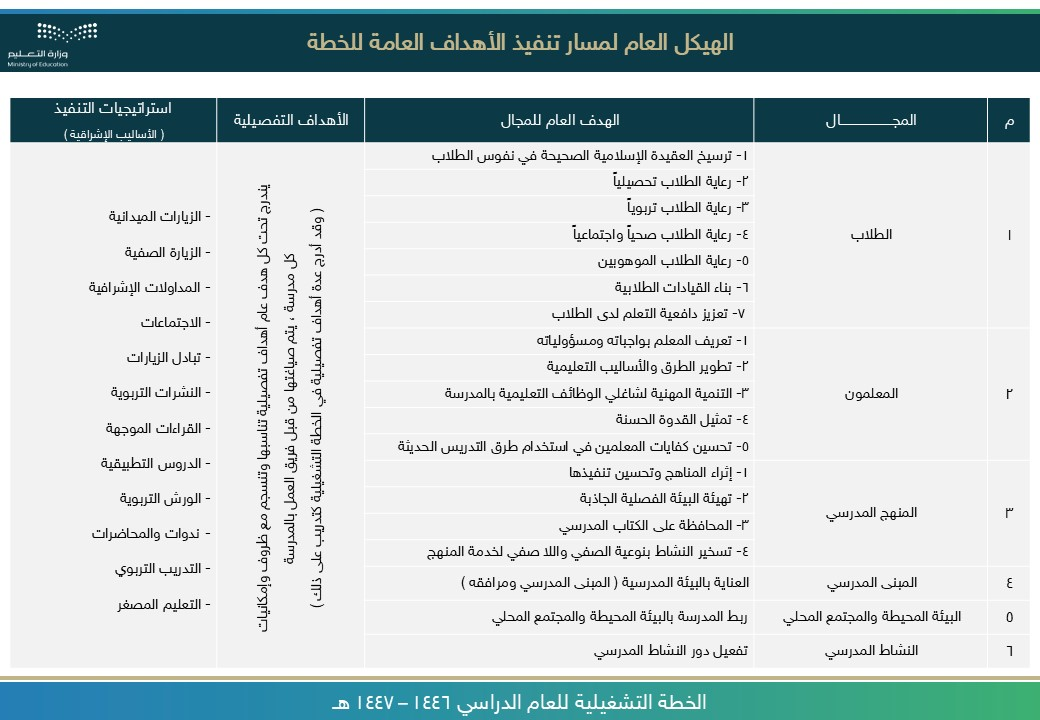 الهيكل العام لمسار تنفيذ الأهداف العامة للخطة
وزارة التعـــليم
Ministry of Education
م
المجـــــــــــــال
الهدف العام للمجال
الأهداف التفصيلية
استراتيجيات التنفيذ
( الأساليب الإشراقية )
١
الطلاب
١- ترسيخ العقيدة الإسلامية الصحيحة في نفوس الطلاب
٢- رعاية الطلاب تحصيلياً
٣- رعاية الطلاب تربوياً
٤- رعاية الطلاب صحياً واجتماعياً
٥- رعاية الطلاب الموهوبين
٦- بناء القيادات الطلابية
٧- تعزيز دافعية التعلم لدى الطلاب
٢
المعلمون
١- تعريف المعلم بواجباته ومسؤولياته
٢- تطوير الطرق والأساليب التعليمية
٣- التنمية المهنية لشاغلي الوظائف التعليمية بالمدرسة
٤- تمثيل القدوة الحسنة
٥- تحسين كفايات المعلمين في استخدام طرق التدريس الحديثة
٣
المنهج المدرسي
١- إثراء المناهج وتحسين تنفيذها
٢- تهيئة البيئة الفصلية الجاذبة
٣- المحافظة على الكتاب المدرسي
٤- تسخير النشاط بنوعية الصفي واللا صفي لخدمة المنهج
٤
المبنى المدرسي
العناية بالبيئة المدرسية ( المبنى المدرسي ومرافقه )
٥
البيئة المحيطة والمجتمع المحلي
ربط المدرسة بالبيئة المحيطة والمجتمع المحلي
٦
النشاط المدرسي
تفعيل دور النشاط المدرسي
يندرج تحت كل هدف عام أهداف تفصيلية تناسبها وتنسجم مع ظروف وإمكانيات
كل مدرسة ، يتم صياغتها من قبل فريق العمل بالمدرسة
( وقد أدرج عدة أهداف تفصيلية في الخطة التشغيلية كتدريب على ذلك )
- الزيارات الميدانية
- الزيارة الصفية
- المداولات الإشرافية
- الاجتماعات
- تبادل الزيارات
- النشرات التربوية
- القراءات الموجهة
- الدروس التطبيقية
- الورش التربوية
- ندوات والمحاضرات
- التدريب التربوي
- التعليم المصغر
الخطة التشغيلية للعام الدراسي ١٤٤٦ – ١٤٤٧ هـ